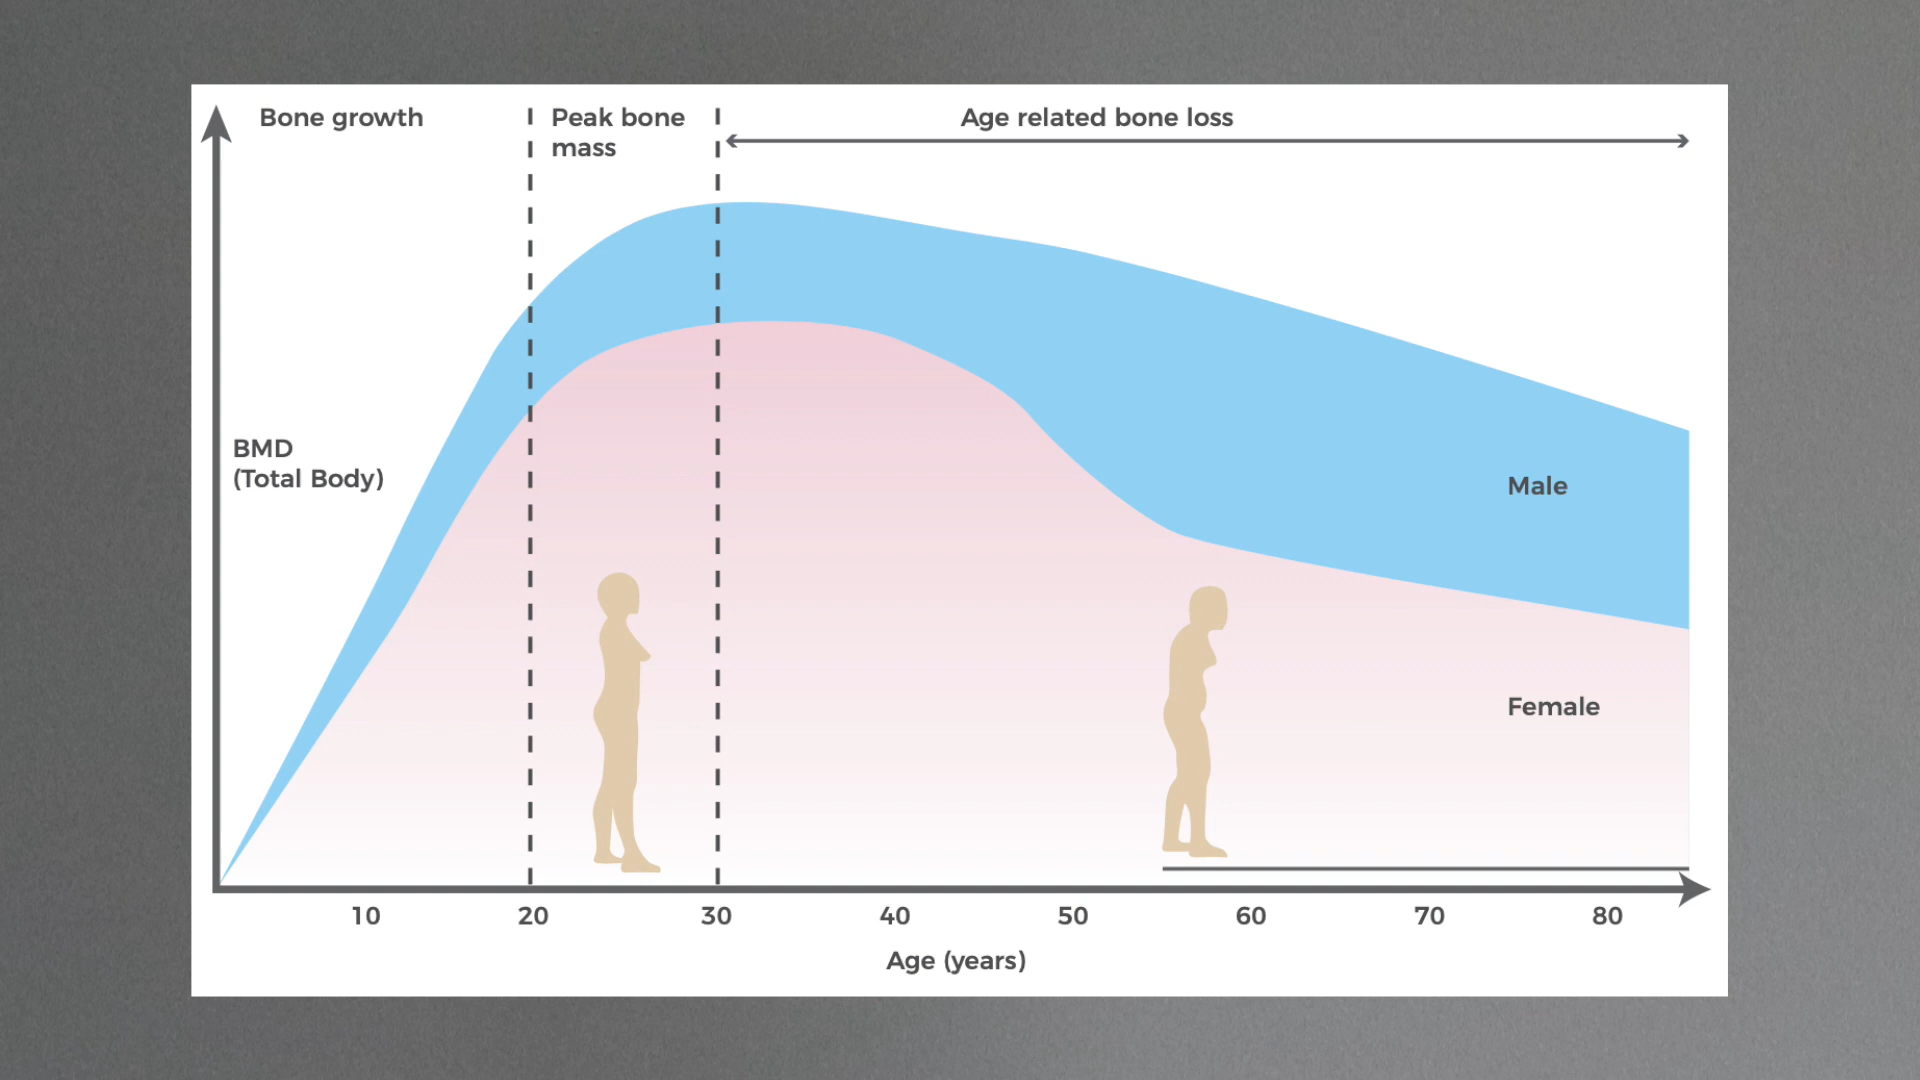 Bone growth
Peak bone
mass
Age related bone loss
BMD
(Total Body)
Male
Female
10 20 30 40 50 60 70 80
Age (years)